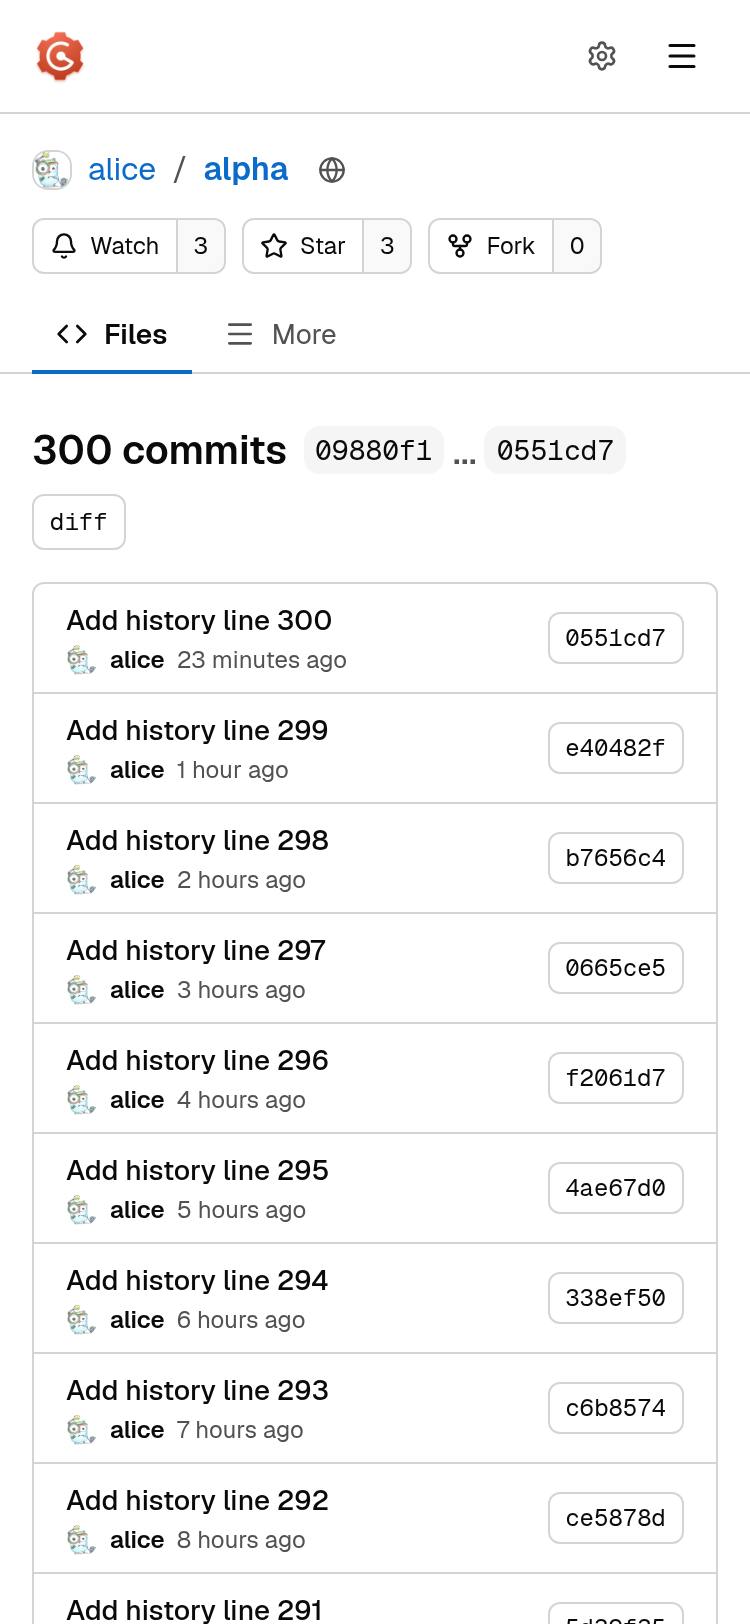 alice / alpha
Watch 3 Star 3 Fork 0
Files More
300 commits 09880f1 ... 0551cd7
diff
Add history line 300
0551cd7
alice 23 minutes ago
Add history line 299
e40482f
alice 1 hour ago
Add history line 298
b7656c4
alice 2 hours ago
Add history line 297
0665ce5
alice 3 hours ago
Add history line 296
f2061d7
alice 4 hours ago
Add history line 295
4ae67d0
alice 5 hours ago
Add history line 294
338ef50
alice 6 hours ago
Add history line 293
c6b8574
alice 7 hours ago
Add history line 292
ce5878d
alice 8 hours ago
Add history line 291